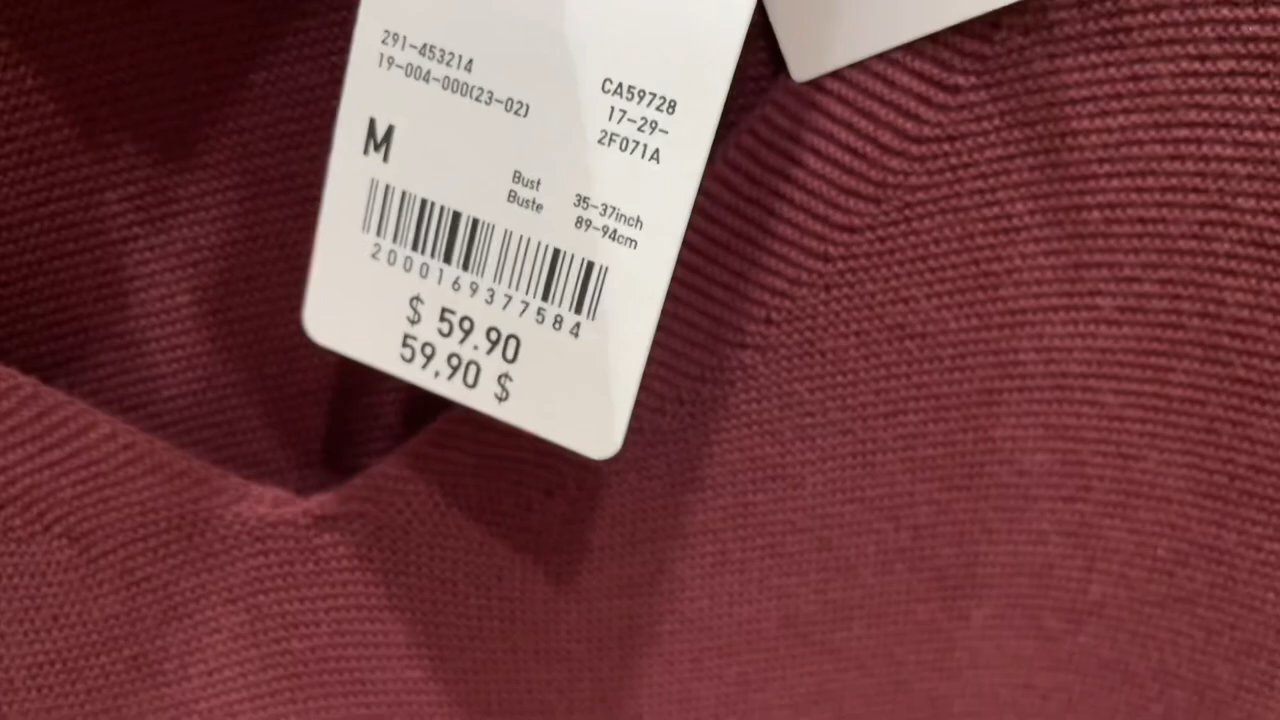 291-453214
19-004-000(23-02)
CA59728
17-29-
2F071A
M
Bust 35-37inch
Buste 89-94cm
2000169377584
$ 59.90
59,90 $